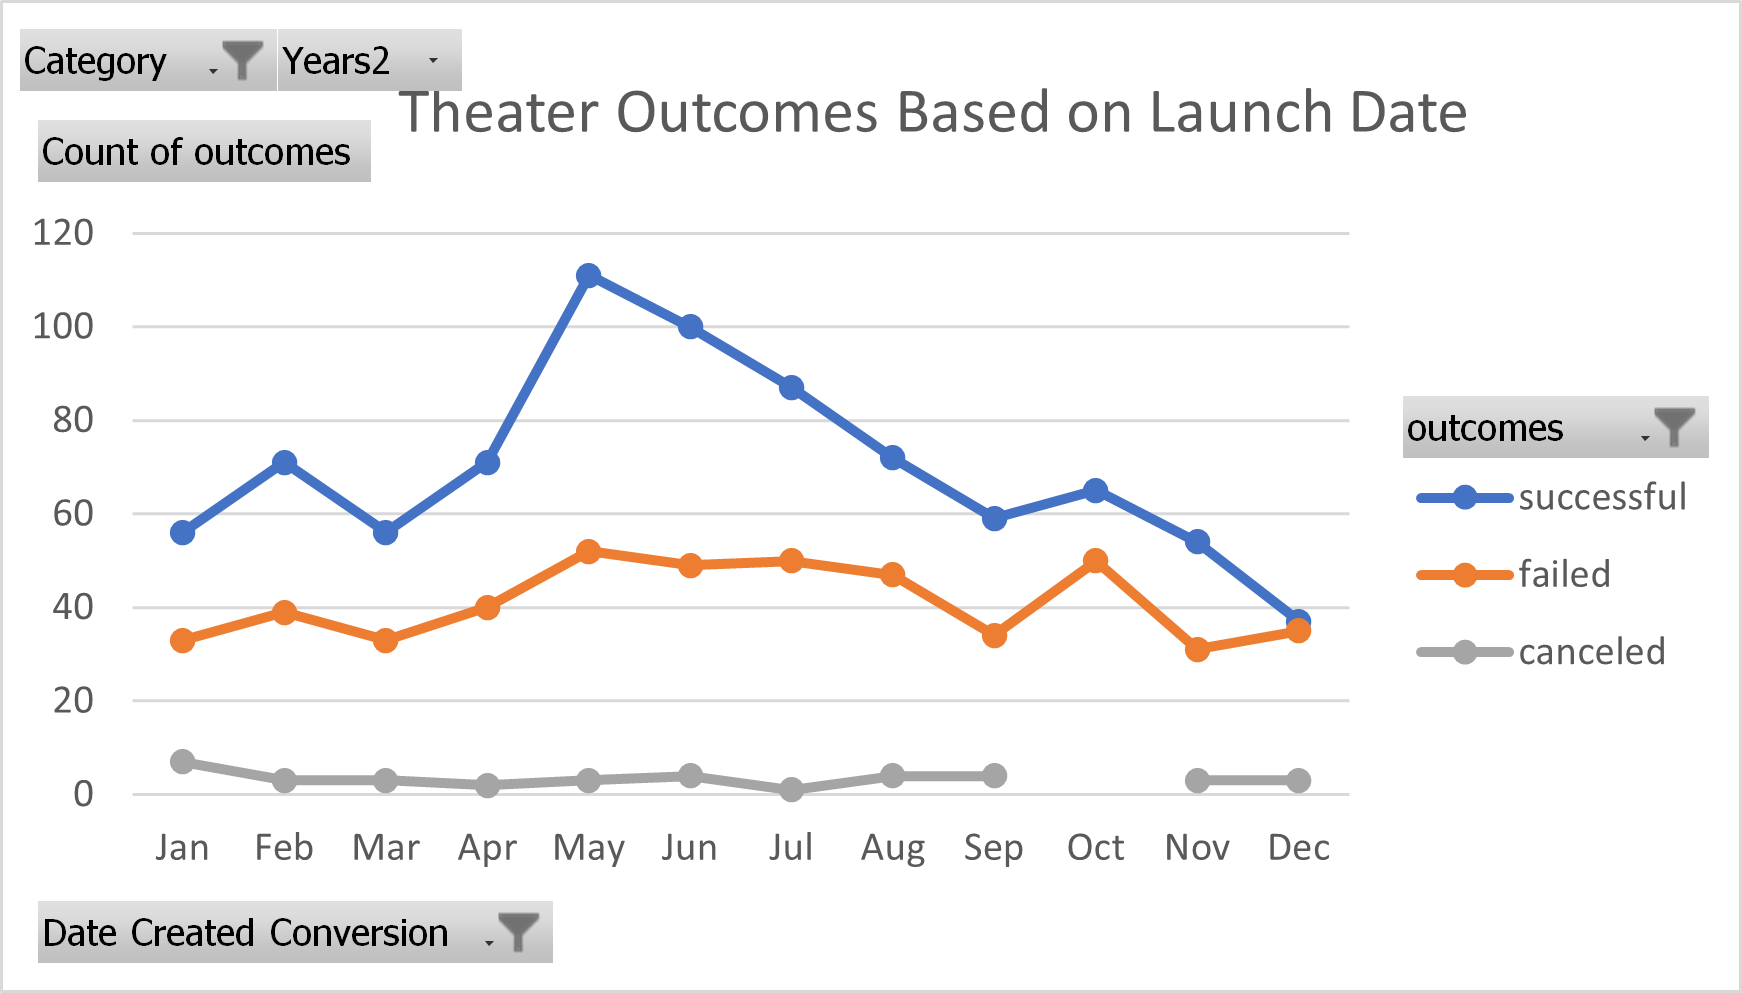 Category Years2
Theater Outcomes Based on Launch Date
Count of outcomes
120
100
80
60
40
20
0
Jan Feb Mar Apr May Jun Jul Aug Sep Oct Nov Dec
outcomes
successful
failed
canceled
Date Created Conversion